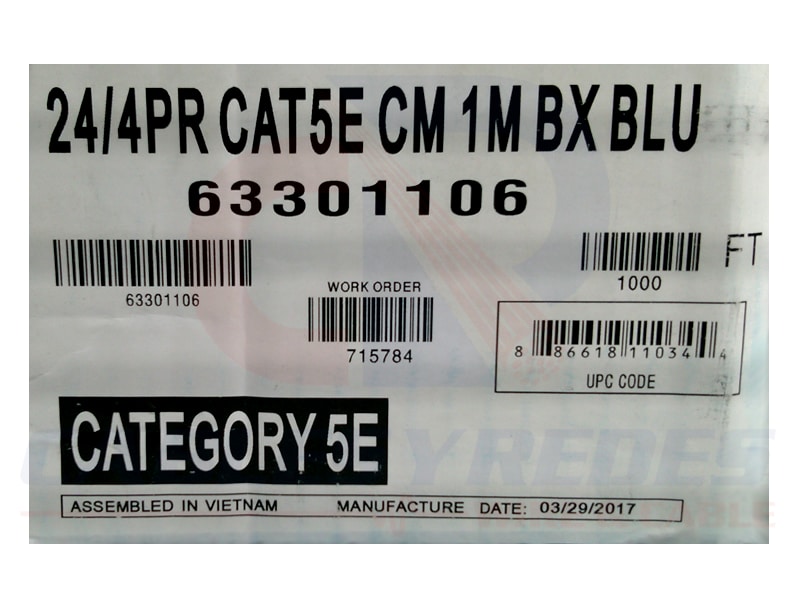 24/4PR CAT5E CM 1M BX BLU
63301106
63301106
WORK ORDER
715784
1000
FT
8 86618 11034 4
UPC CODE
CATEGORY 5E
YREDES
ASSEMBLED IN VIETNAM MANUFACTURE DATE: 03/29/2017